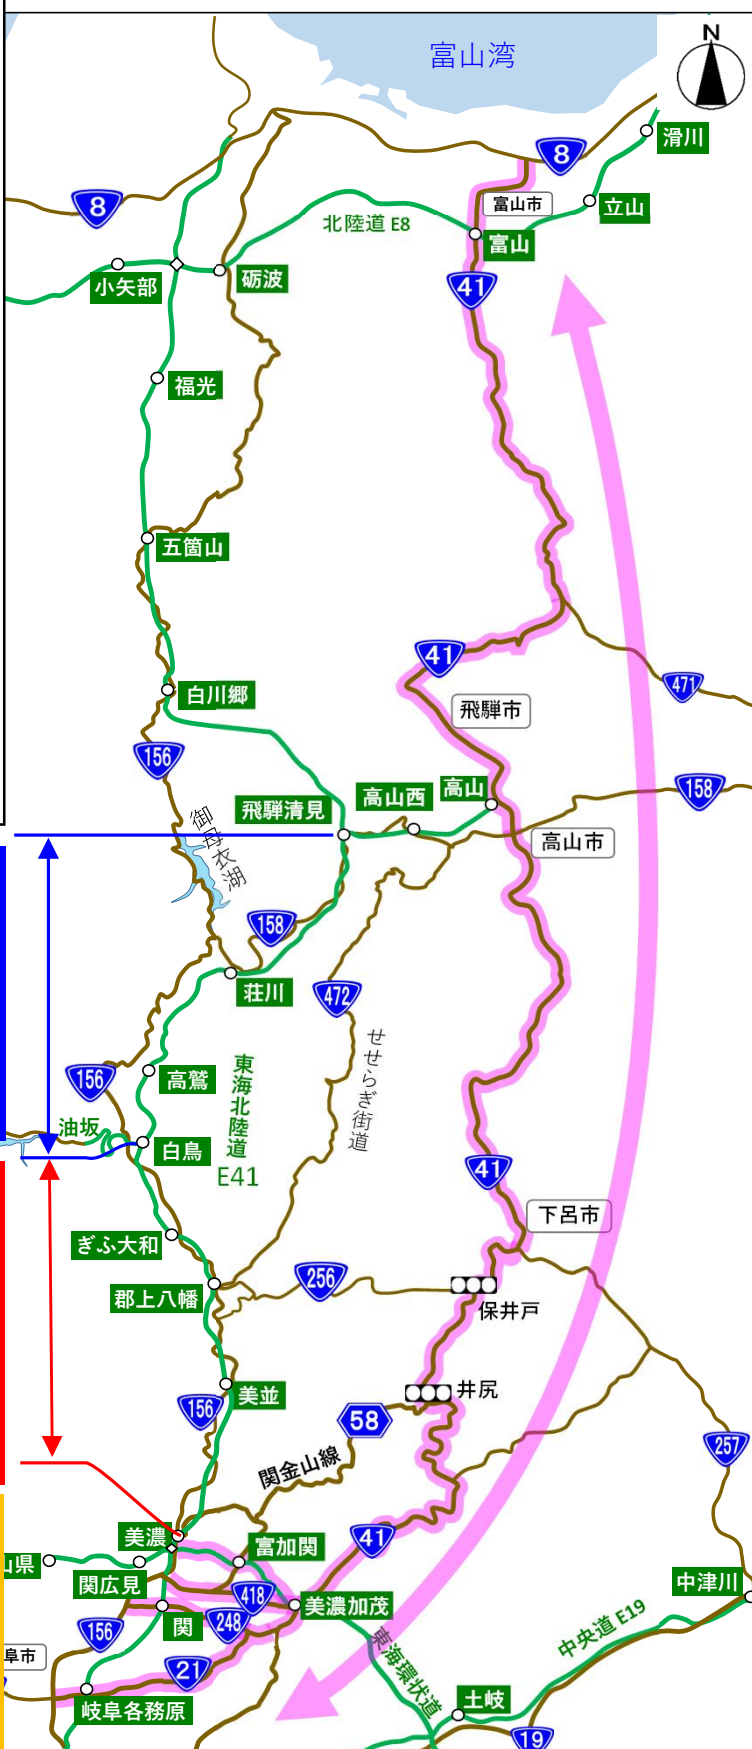 富山湾
N
滑川
8
8
立山
富山市
北陸道 E8
富山
小矢部
砺波
41
福光
五箇山
41
471
白川郷
飛騨市
156
158
高山西
高山
飛騨清見
御母衣湖
高山市
158
荘川
472
せせらぎ街道
156
高鷲
東海北陸道
E41
油坂
白鳥
41
下呂市
ぎふ大和
256
郡上八幡
保井戸
美並
井尻
156
58
257
関金山線
美濃
41
富加関
山県
関広見
中津川
418
美濃加茂
関
248
156
中央道 E19
東海環状道
阜市
21
岐阜各務原
土岐
19